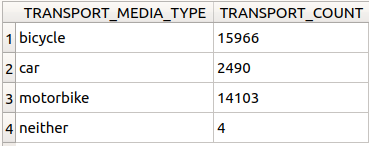 TRANSPORT_MEDIA_TYPE TRANSPORT_COUNT
1 bicycle 15966
2 car 2490
3 motorbike 14103
4 neither 4